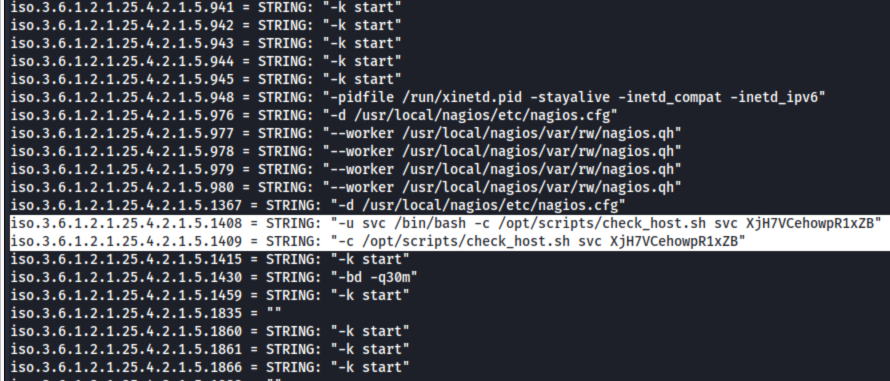 iso.3.6.1.2.1.25.4.2.1.5.941 = STRING: "-k start"
iso.3.6.1.2.1.25.4.2.1.5.942 = STRING: "-k start"
iso.3.6.1.2.1.25.4.2.1.5.943 = STRING: "-k start"
iso.3.6.1.2.1.25.4.2.1.5.944 = STRING: "-k start"
iso.3.6.1.2.1.25.4.2.1.5.945 = STRING: "-k start"
iso.3.6.1.2.1.25.4.2.1.5.948 = STRING: "-pidfile /run/xinetd.pid -stayalive -inetd_compat -inetd_ipv6"
iso.3.6.1.2.1.25.4.2.1.5.976 = STRING: "-d /usr/local/nagios/etc/nagios.cfg"
iso.3.6.1.2.1.25.4.2.1.5.977 = STRING: "--worker /usr/local/nagios/var/rw/nagios.qh"
iso.3.6.1.2.1.25.4.2.1.5.978 = STRING: "--worker /usr/local/nagios/var/rw/nagios.qh"
iso.3.6.1.2.1.25.4.2.1.5.979 = STRING: "--worker /usr/local/nagios/var/rw/nagios.qh"
iso.3.6.1.2.1.25.4.2.1.5.980 = STRING: "--worker /usr/local/nagios/var/rw/nagios.qh"
iso.3.6.1.2.1.25.4.2.1.5.1367 = STRING: "-d /usr/local/nagios/etc/nagios.cfg"
iso.3.6.1.2.1.25.4.2.1.5.1408 = STRING: "-u svc /bin/bash -c /opt/scripts/check_host.sh svc XjH7VCehowpR1xZB"
iso.3.6.1.2.1.25.4.2.1.5.1409 = STRING: "-c /opt/scripts/check_host.sh svc XjH7VCehowpR1xZB"
iso.3.6.1.2.1.25.4.2.1.5.1415 = STRING: "-k start"
iso.3.6.1.2.1.25.4.2.1.5.1430 = STRING: "-bd -q30m"
iso.3.6.1.2.1.25.4.2.1.5.1459 = STRING: "-k start"
iso.3.6.1.2.1.25.4.2.1.5.1835 = ""
iso.3.6.1.2.1.25.4.2.1.5.1860 = STRING: "-k start"
iso.3.6.1.2.1.25.4.2.1.5.1861 = STRING: "-k start"
iso.3.6.1.2.1.25.4.2.1.5.1866 = STRING: "-k start"